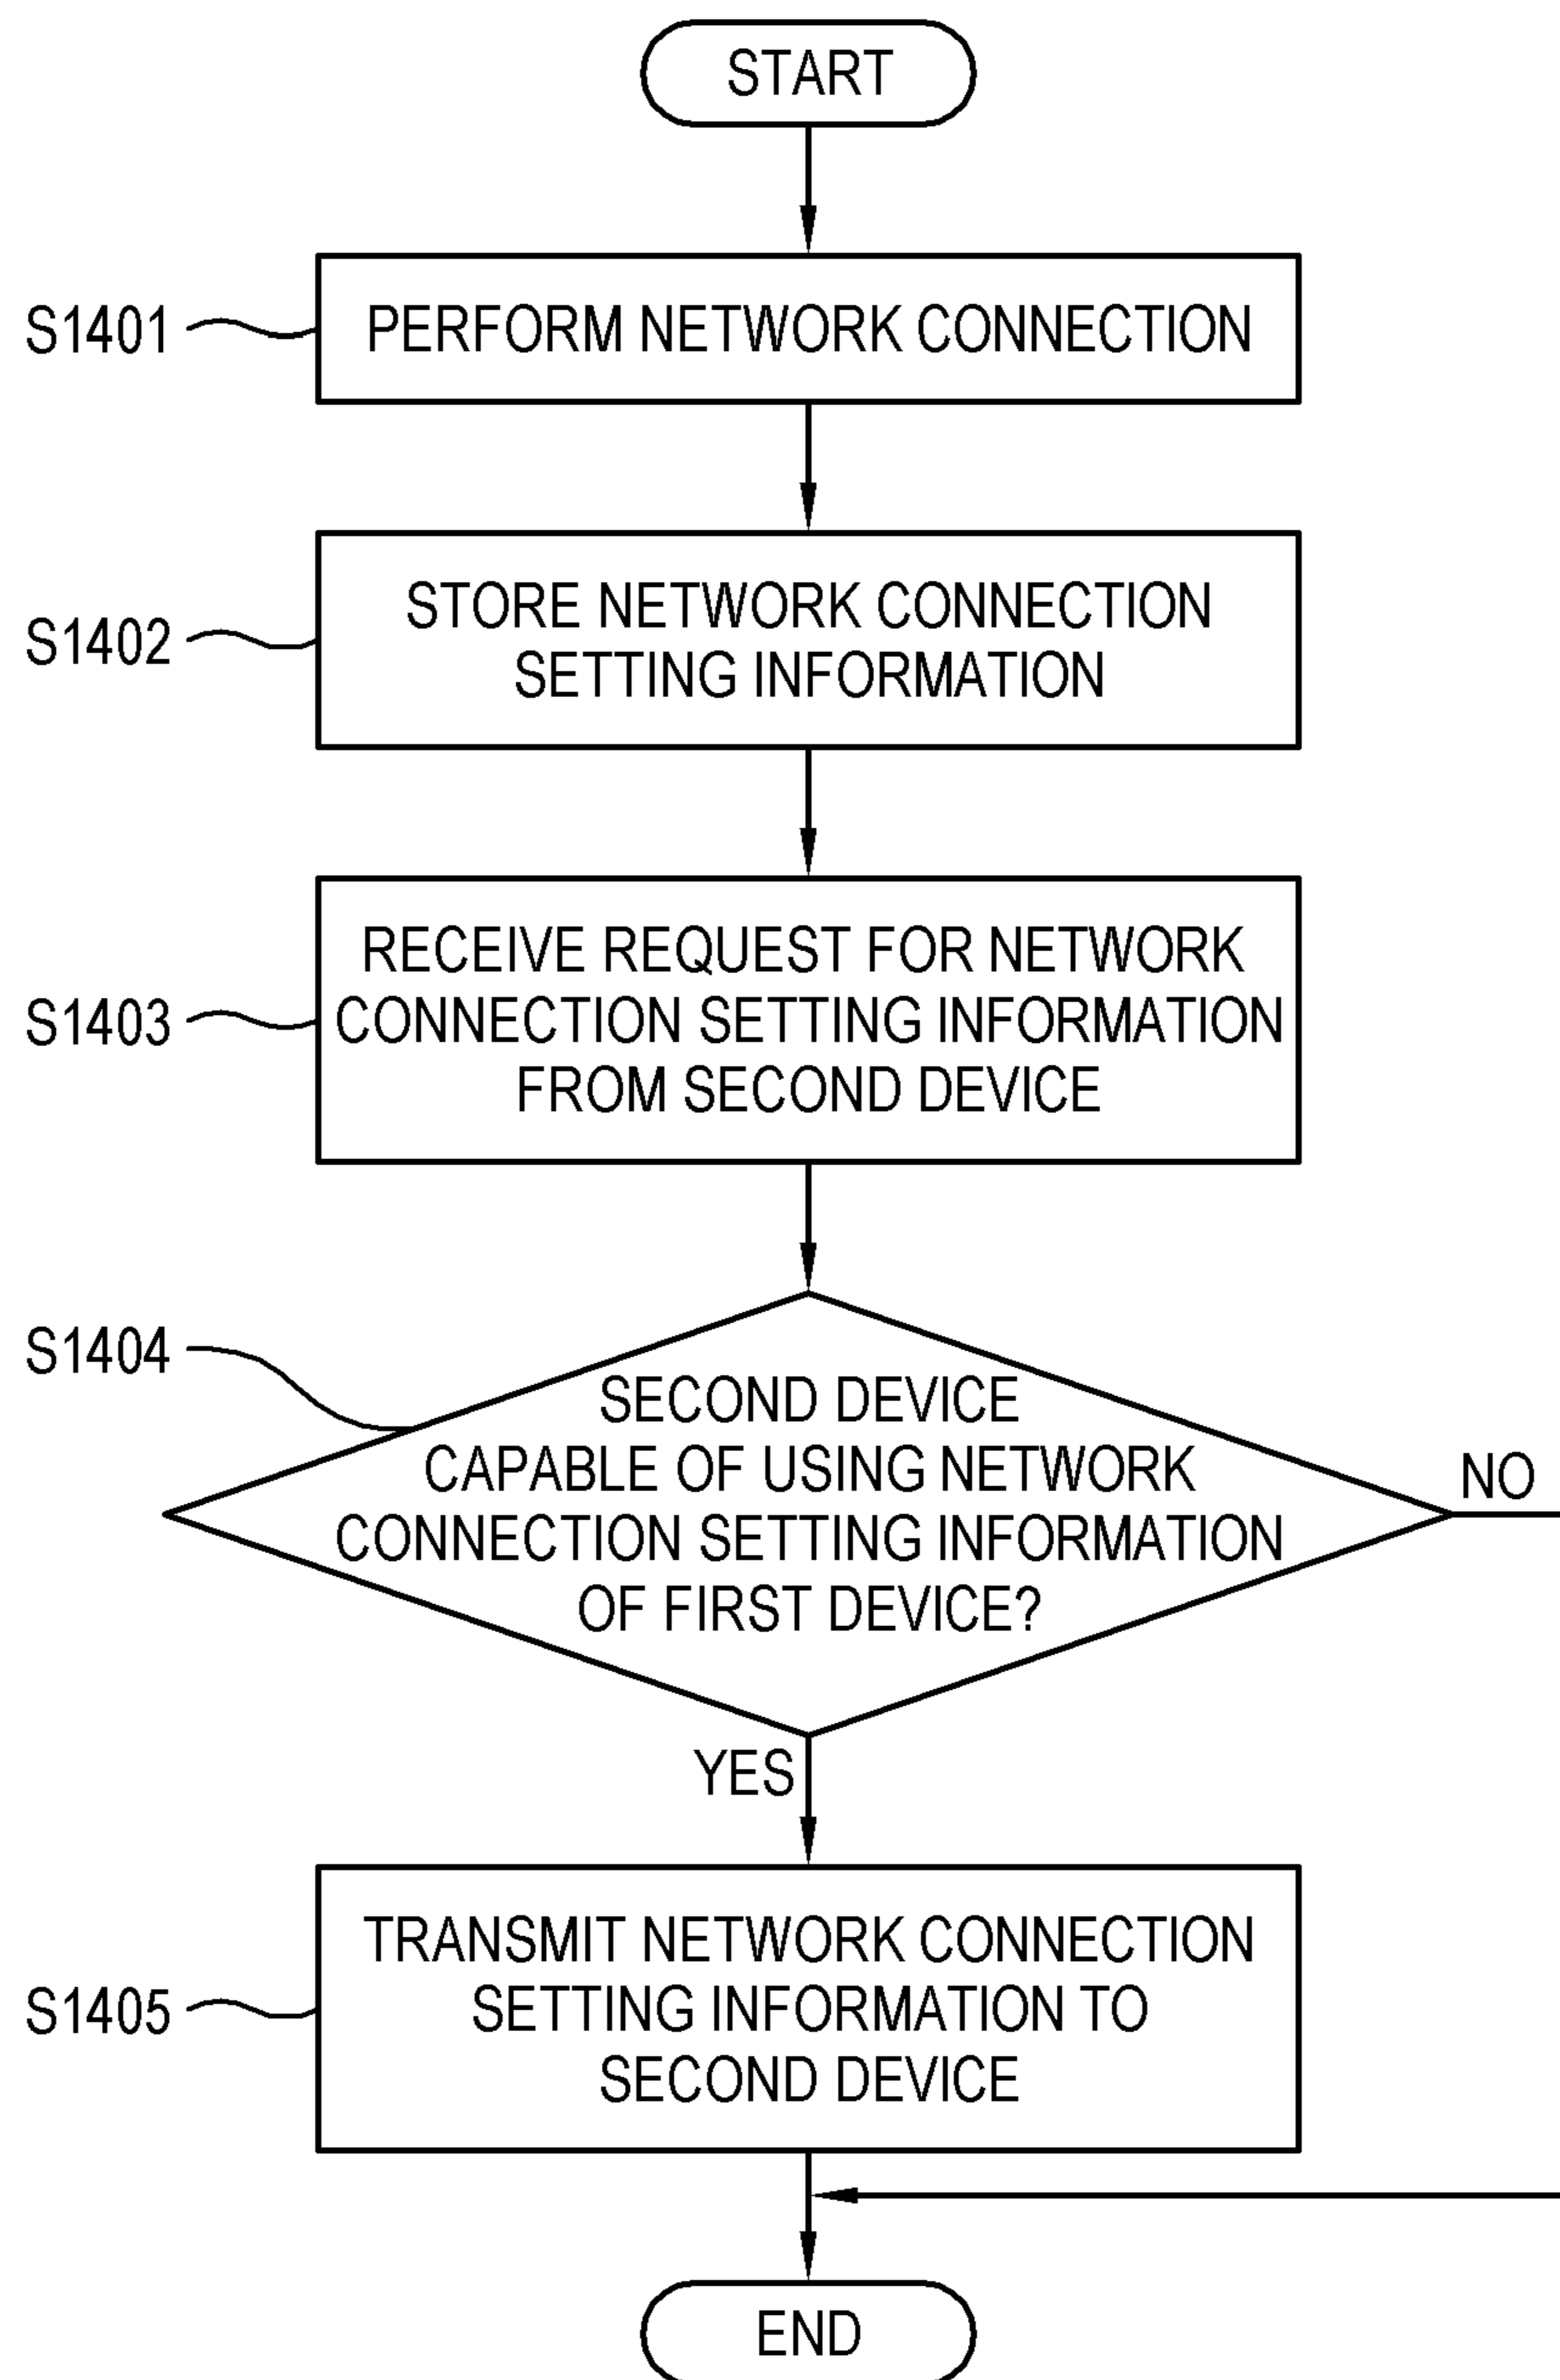 START
S1401
PERFORM NETWORK CONNECTION
S1402
STORE NETWORK CONNECTION
SETTING INFORMATION
S1403
RECEIVE REQUEST FOR NETWORK
CONNECTION SETTING INFORMATION
FROM SECOND DEVICE
S1404
SECOND DEVICE
CAPABLE OF USING NETWORK
CONNECTION SETTING INFORMATION
OF FIRST DEVICE?
NO
YES
S1405
TRANSMIT NETWORK CONNECTION
SETTING INFORMATION TO
SECOND DEVICE
END